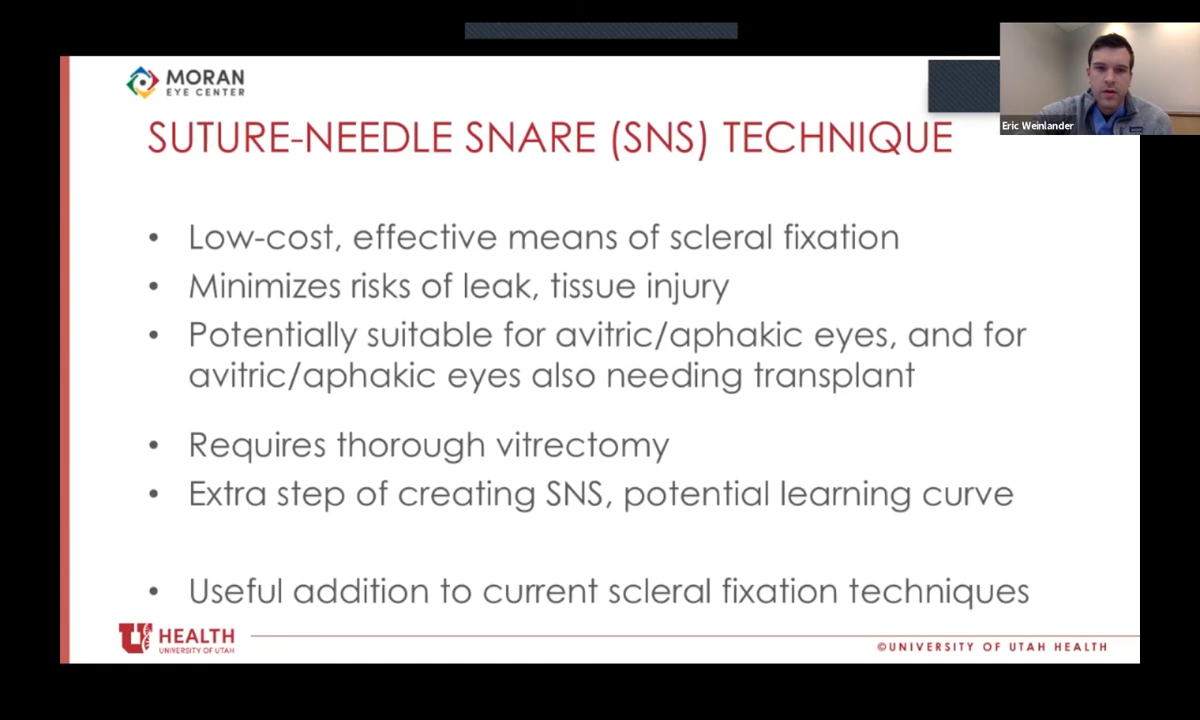 MORAN
EYE CENTER
Eric Weinlander
SUTURE-NEEDLE SNARE (SNS) TECHNIQUE
• Low-cost, effective means of scleral fixation
• Minimizes risks of leak, tissue injury
• Potentially suitable for avitric/aphakic eyes, and for
avitric/aphakic eyes also needing transplant
• Requires thorough vitrectomy
• Extra step of creating SNS, potential learning curve
• Useful addition to current scleral fixation techniques
U HEALTH
UNIVERSITY OF UTAH
©UNIVERSITY OF UTAH HEALTH